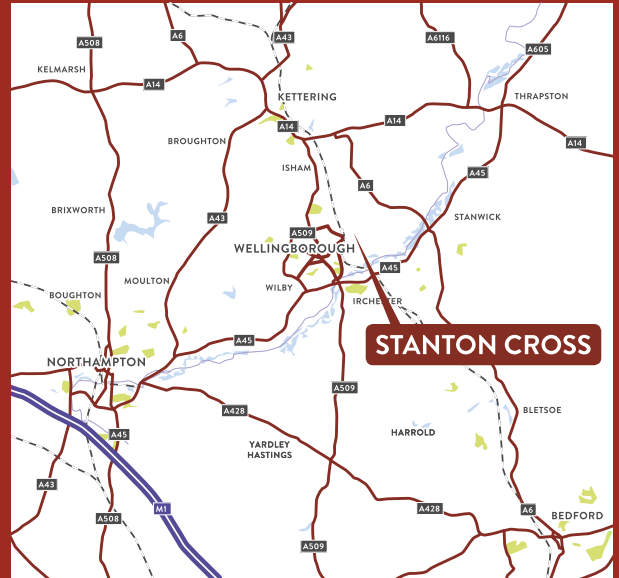 A6
A43
A6116
A508
A605
KELMARSH
A14
THRAPSTON
KETTERING
A14
A14
BROUGHTON
A14
ISHAM
A45
A6
BRIXWORTH
A43
STANWICK
A509
WELLINGBOROUGH
A508
A45
MOULTON
WILBY
BOUGHTON
IRCHESTER
A45
STANTON CROSS
NORTHAMPTON
A509
A428
BLETSOE
A45
HARROLD
YARDLEY
HASTINGS
A43
M1
A428
A6
A508
BEDFORD
A509